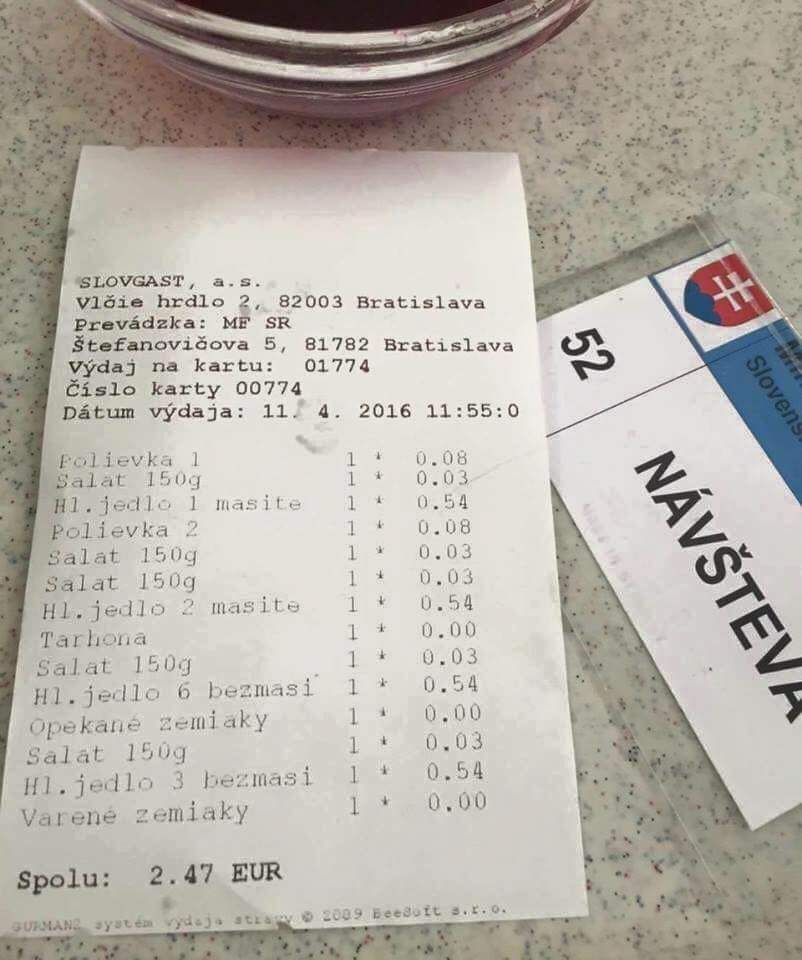 SLOVGAST, a.s.
Vlčie hrdlo 2, 82003 Bratislava
Prevádzka: MF SR
Štefanovičova 5, 81782 Bratislava
Výdaj na kartu: 01774
Číslo karty 00774
Dátum výdaja: 11. 4. 2016 11:55:0
Polievka 1 1 * 0.08
Salat 150g 1 * 0.03
Hl.jedlo 1 masite 1 * 0.54
Polievka 2 1 * 0.08
Salat 150g 1 * 0.03
Salat 150g 1 * 0.03
Hl.jedlo 2 masite 1 * 0.54
Tarhoňa 1 * 0.00
Salat 150g 1 * 0.03
Hl.jedlo 6 bezmasi 1 * 0.54
Opekané zemiaky 1 * 0.00
Salat 150g 1 * 0.03
Hl.jedlo 3 bezmasi 1 * 0.54
Varené zemiaky 1 * 0.00
Spolu: 2.47 EUR
GURMAN2 systém výdaja stravy © 2009 BeeSoft s.r.o.
52
Slovens
NÁVŠTEVA